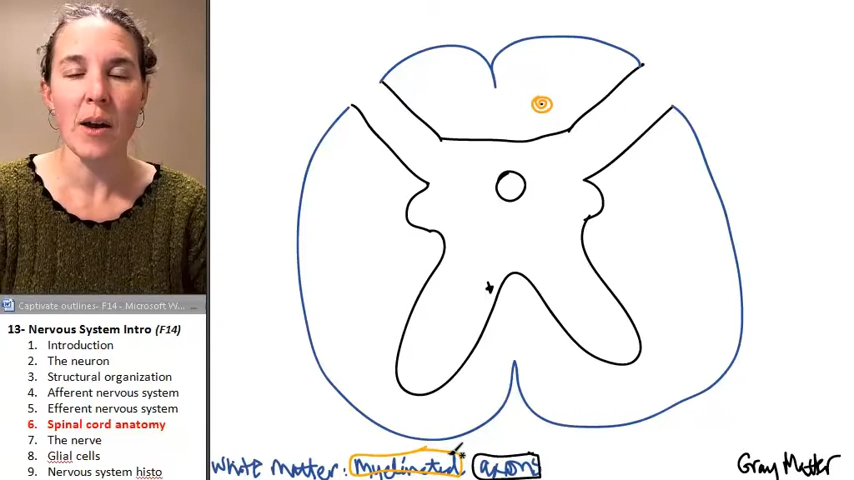 Captivate outlines- F14 - Microsoft W...
13- Nervous System Intro (F14)
1. Introduction
2. The neuron
3. Structural organization
4. Afferent nervous system
5. Efferent nervous system
6. Spinal cord anatomy
7. The nerve
8. Glial cells
9. Nervous system histo
White matter: myelinated axons
Gray Matter